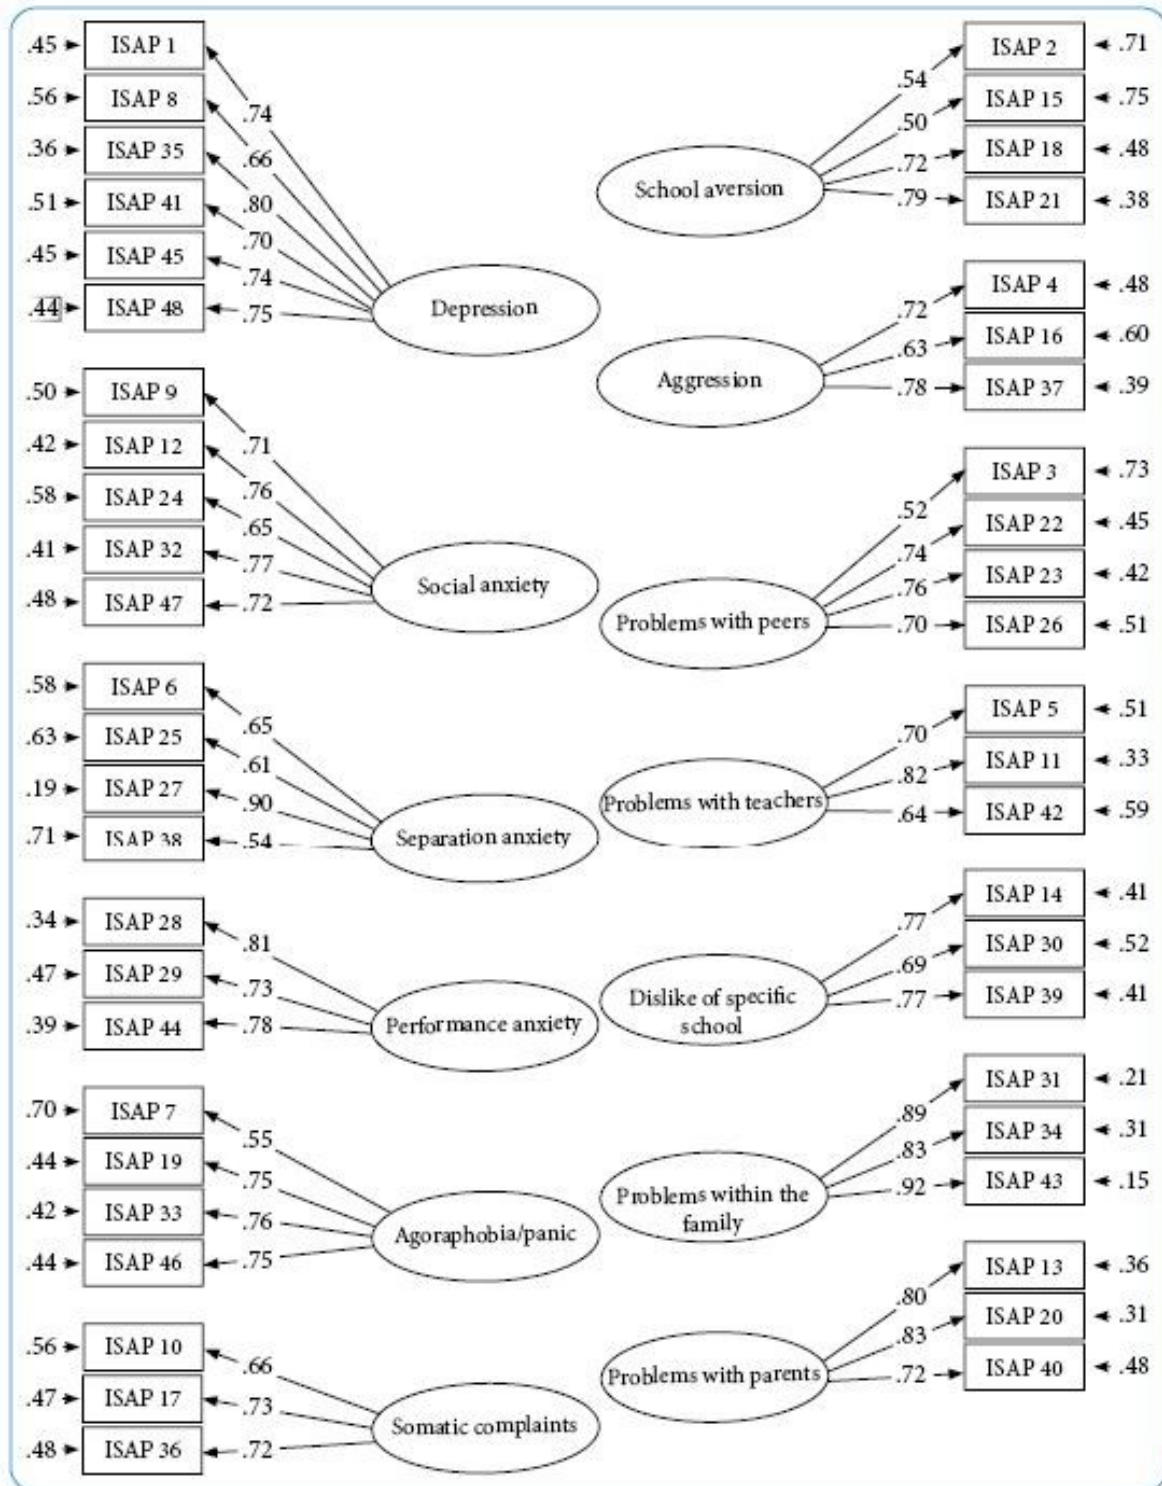 .45 ISAP 1
.56 ISAP 8
.36 ISAP 35
.51 ISAP 41
.45 ISAP 45
.44 ISAP 48
.74
.66
.80
.70
.74
.75
Depression
.50 ISAP 9
.42 ISAP 12
.58 ISAP 24
.41 ISAP 32
.48 ISAP 47
.71
.76
.65
.77
.72
Social anxiety
.58 ISAP 6
.63 ISAP 25
.19 ISAP 27
.71 ISAP 38
.65
.61
.90
.54
Separation anxiety
.34 ISAP 28
.47 ISAP 29
.39 ISAP 44
.81
.73
.78
Performance anxiety
.70 ISAP 7
.44 ISAP 19
.42 ISAP 33
.44 ISAP 46
.55
.75
.76
.75
Agoraphobia/panic
.56 ISAP 10
.47 ISAP 17
.48 ISAP 36
.66
.73
.72
Somatic complaints
School aversion
.54
.50
.72
.79
ISAP 2 .71
ISAP 15 .75
ISAP 18 .48
ISAP 21 .38
Aggression
.72
.63
.78
ISAP 4 .48
ISAP 16 .60
ISAP 37 .39
Problems with peers
.52
.74
.76
.70
ISAP 3 .73
ISAP 22 .45
ISAP 23 .42
ISAP 26 .51
Problems with teachers
.70
.82
.64
ISAP 5 .51
ISAP 11 .33
ISAP 42 .59
Dislike of specific
school
.77
.69
.77
ISAP 14 .41
ISAP 30 .52
ISAP 39 .41
Problems within the
family
.89
.83
.92
ISAP 31 .21
ISAP 34 .31
ISAP 43 .15
Problems with parents
.80
.83
.72
ISAP 13 .36
ISAP 20 .31
ISAP 40 .48